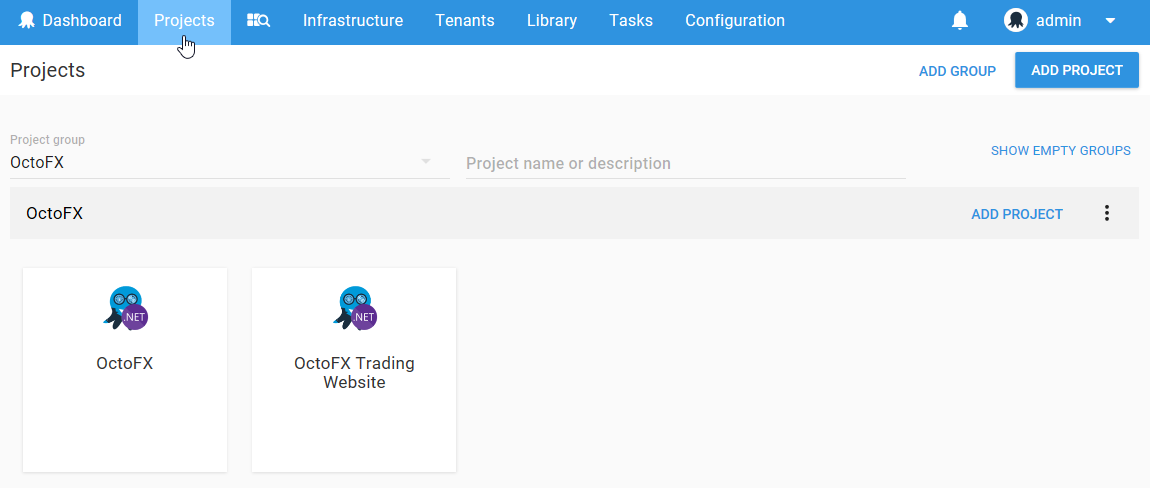 Dashboard Projects Infrastructure Tenants Library Tasks Configuration admin
Projects ADD GROUP ADD PROJECT
Project group
OctoFX Project name or description SHOW EMPTY GROUPS
OctoFX ADD PROJECT
.NET .NET
OctoFX OctoFX Trading
Website